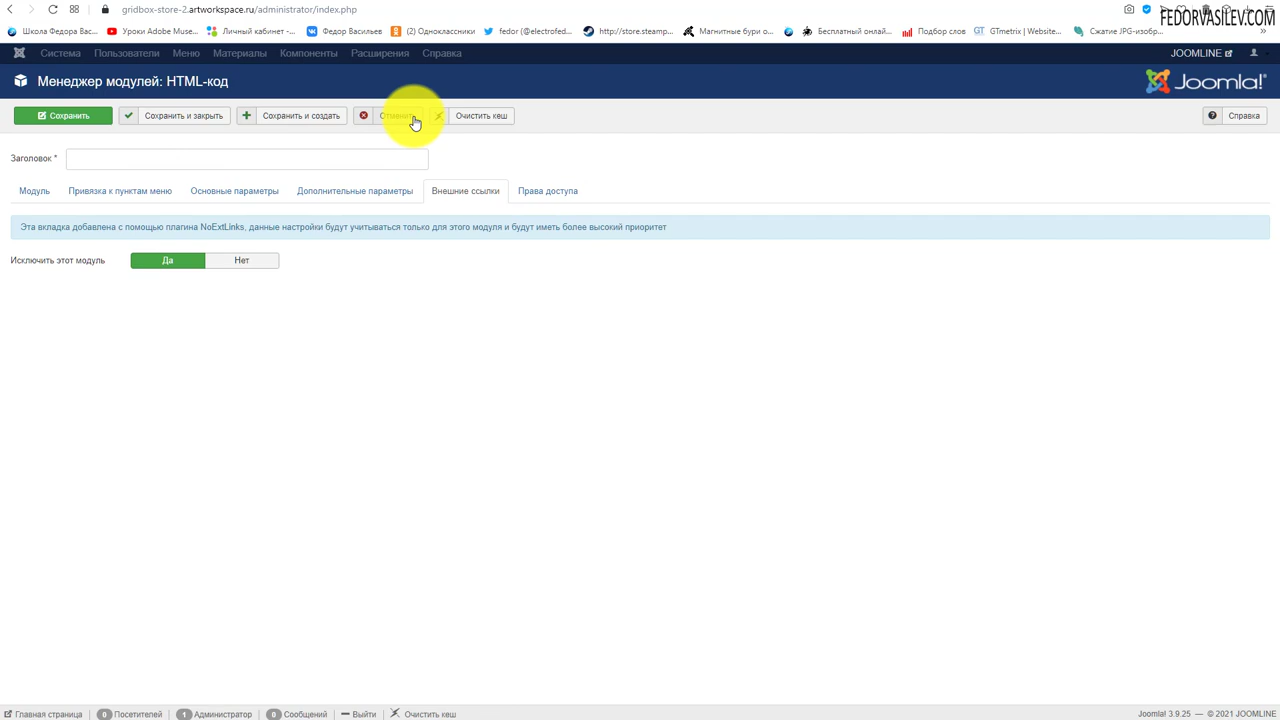 gridbox-store-2.artworkspace.ru/administrator/index.php
FEDORVASILEV.COM
Школа Федора Вас... Уроки Adobe Muse... Личный кабинет -... Федор Васильев (2) Одноклассники fedor (@electrofed... http://store.steamp... Магнитные бури о... Бесплатный онлай... Подбор слов GTmetrix | Website... Сжатие JPG-изобр...
Система Пользователи Меню Материалы Компоненты Расширения Справка JOOMLINE
Менеджер модулей: HTML-код Joomla!
Сохранить Сохранить и закрыть Сохранить и создать Отменить Очистить кеш Справка
Заголовок *
Модуль Привязка к пунктам меню Основные параметры Дополнительные параметры Внешние ссылки Права доступа
Эта вкладка добавлена с помощью плагина NoExtLinks, данные настройки будут учитываться только для этого модуля и будут иметь более высокий приоритет
Исключить этот модуль Да Нет
Главная страница 0 Посетителей 1 Администратор 0 Сообщений Выйти Очистить кеш Joomla! 3.9.25 — © 2021 JOOMLINE